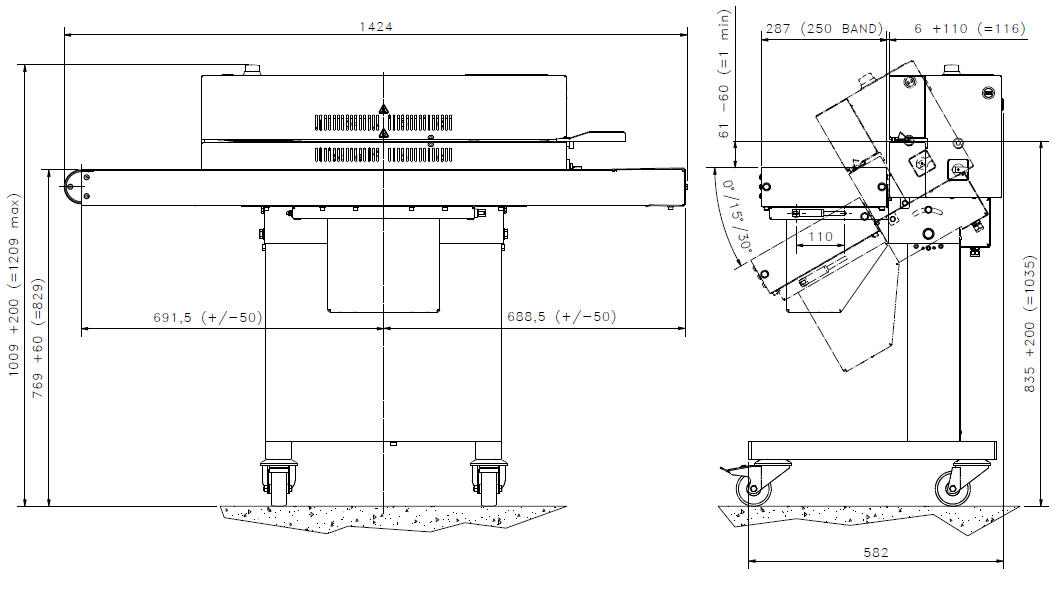 1424
287 (250 BAND)
6 +110 (=116)
61 -60 (=1 min)
0°/15°/30°
110
1009 +200 (=1209 max)
769 +60 (=829)
691,5 (+/-50)
688,5 (+/-50)
835 +200 (=1035)
582